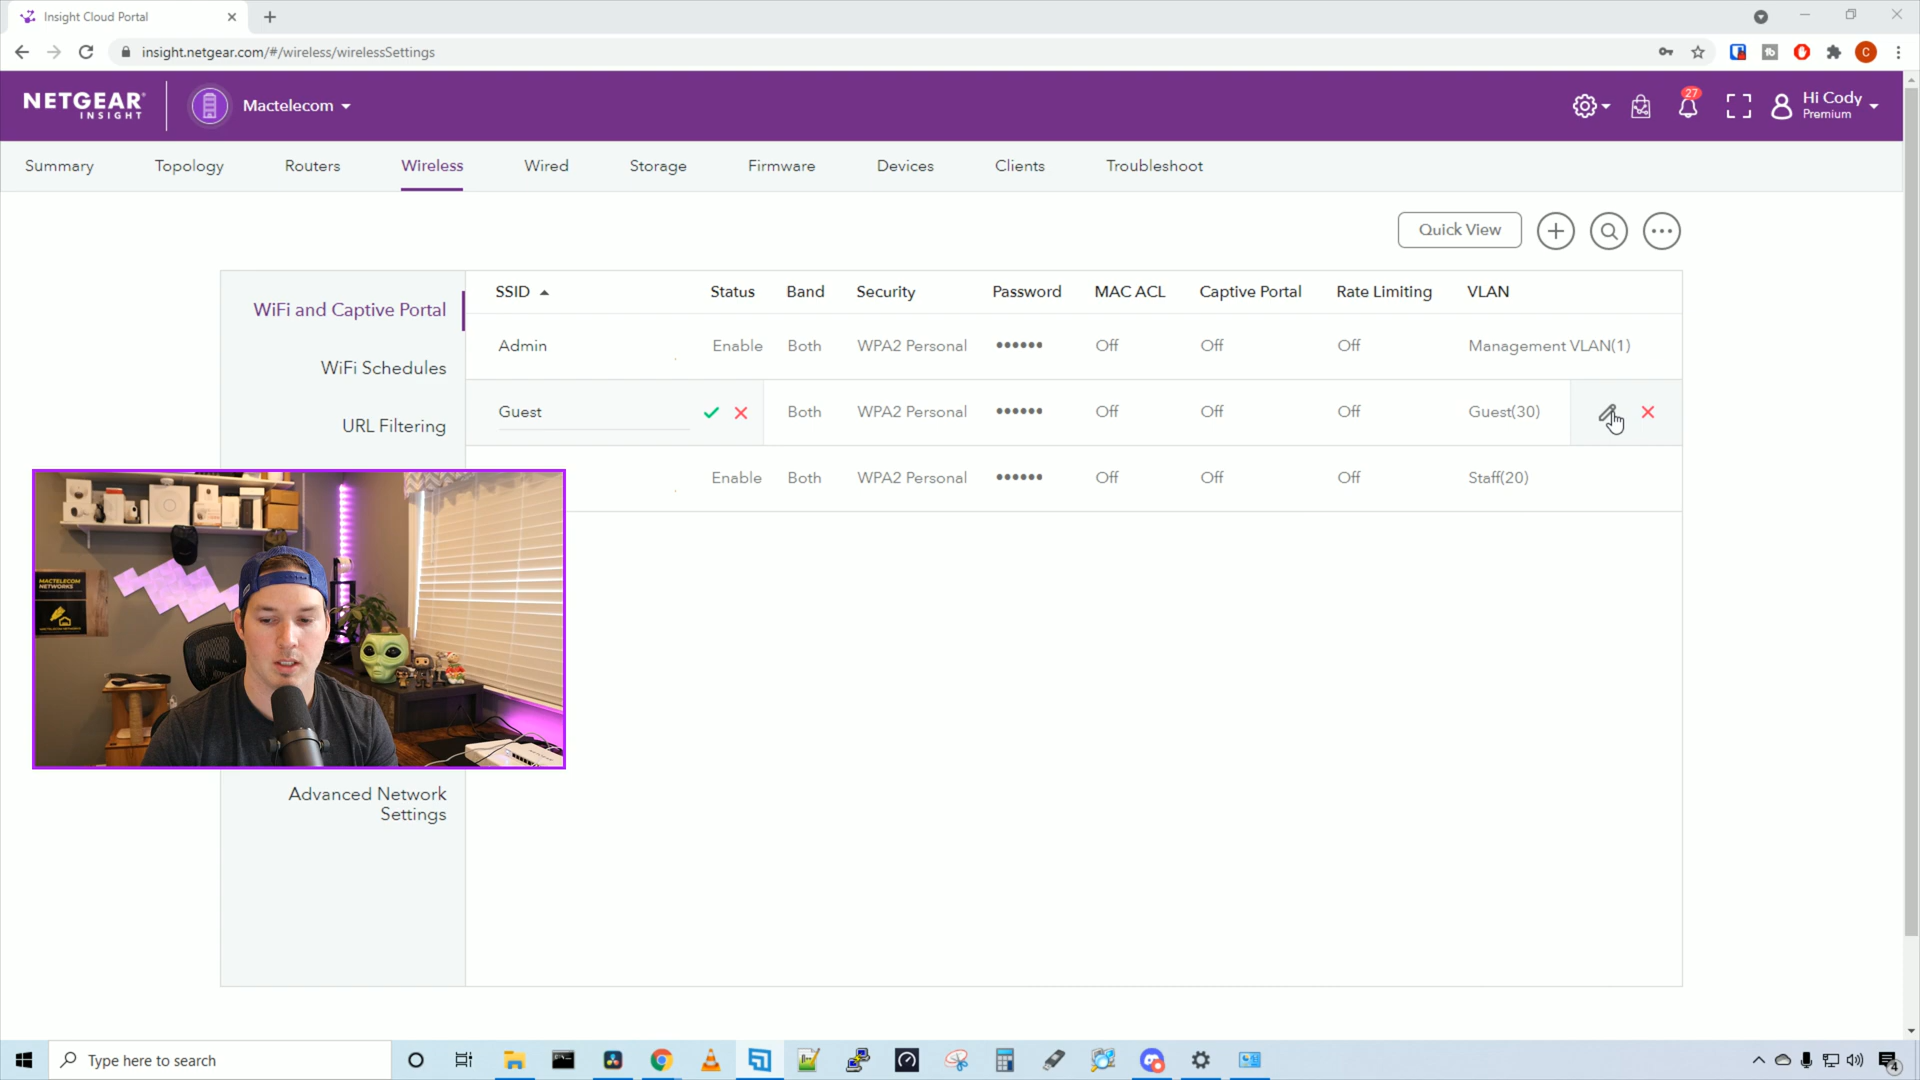 Insight Cloud Portal
insight.netgear.com/#/wireless/wirelessSettings
NETGEAR
INSIGHT
Mactelecom
27
Hi Cody
Premium
Summary Topology Routers Wireless Wired Storage Firmware Devices Clients Troubleshoot
Quick View
WiFi and Captive Portal
WiFi Schedules
URL Filtering
Advanced Network
Settings
SSID Status Band Security Password MAC ACL Captive Portal Rate Limiting VLAN
Admin Enable Both WPA2 Personal •••••• Off Off Off Management VLAN(1)
Guest Both WPA2 Personal •••••• Off Off Off Guest(30)
Enable Both WPA2 Personal •••••• Off Off Off Staff(20)
MACTELECOM
NETWORKS
MACTELECOM NETWORKS
Type here to search
4